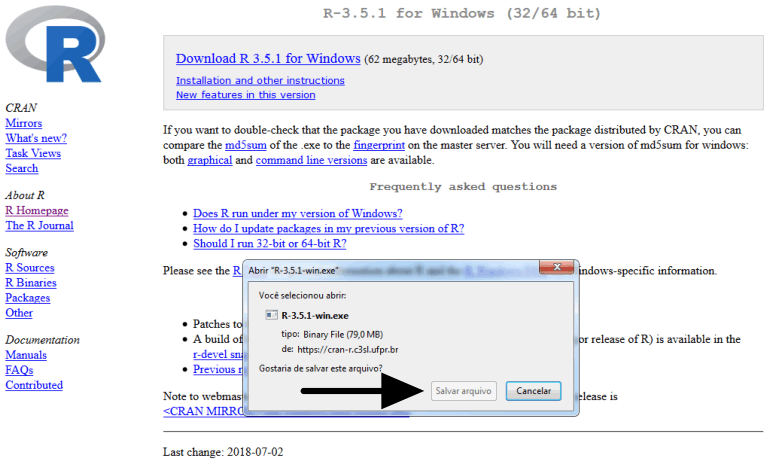 R
R-3.5.1 for Windows (32/64 bit)
Download R 3.5.1 for Windows (62 megabytes, 32/64 bit)
Installation and other instructions
New features in this version
CRAN
Mirrors
What's new?
Task Views
Search
About R
R Homepage
The R Journal
Software
R Sources
R Binaries
Packages
Other
Documentation
Manuals
FAQs
Contributed
If you want to double-check that the package you have downloaded matches the package distributed by CRAN, you can
compare the md5sum of the .exe to the fingerprint on the master server. You will need a version of md5sum for windows:
both graphical and command line versions are available.
Frequently asked questions
Does R run under my version of Windows?
How do I update packages in my previous version of R?
Should I run 32-bit or 64-bit R?
Please see the R indows-specific information.
Patches to
A build of or release of R) is available in the
r-devel sna
Previous r
Note to webmas elease is
<CRAN MIRRO
Last change: 2018-07-02
Abrir "R-3.5.1-win.exe"
Você selecionou abrir:
R-3.5.1-win.exe
tipo: Binary File (79,0 MB)
de: https://cran-r.c3sl.ufpr.br
Gostaria de salvar este arquivo?
Salvar arquivo
Cancelar